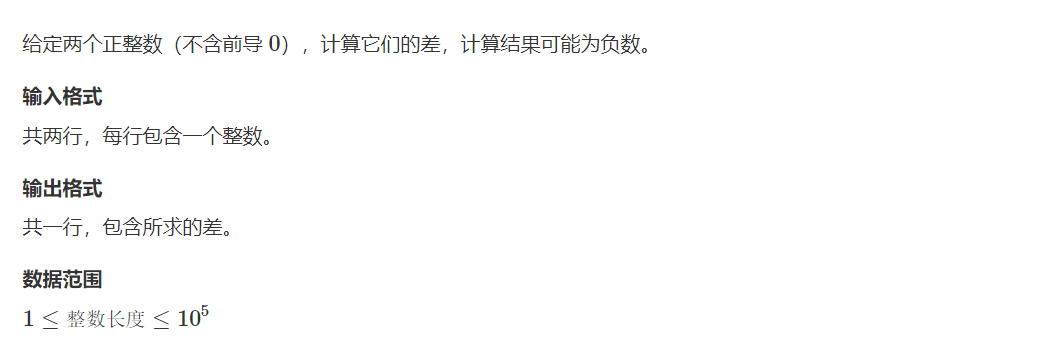 给定两个正整数（不含前导 0），计算它们的差，计算结果可能为负数。
输入格式
共两行，每行包含一个整数。
输出格式
共一行，包含所求的差。
数据范围
1 ≤ 整数长度 ≤ 10⁵